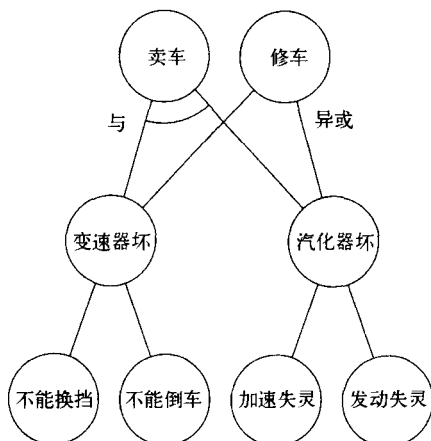 卖车
修车
与
异或
变速器坏
汽化器坏
不能换挡
不能倒车
加速失灵
发动失灵